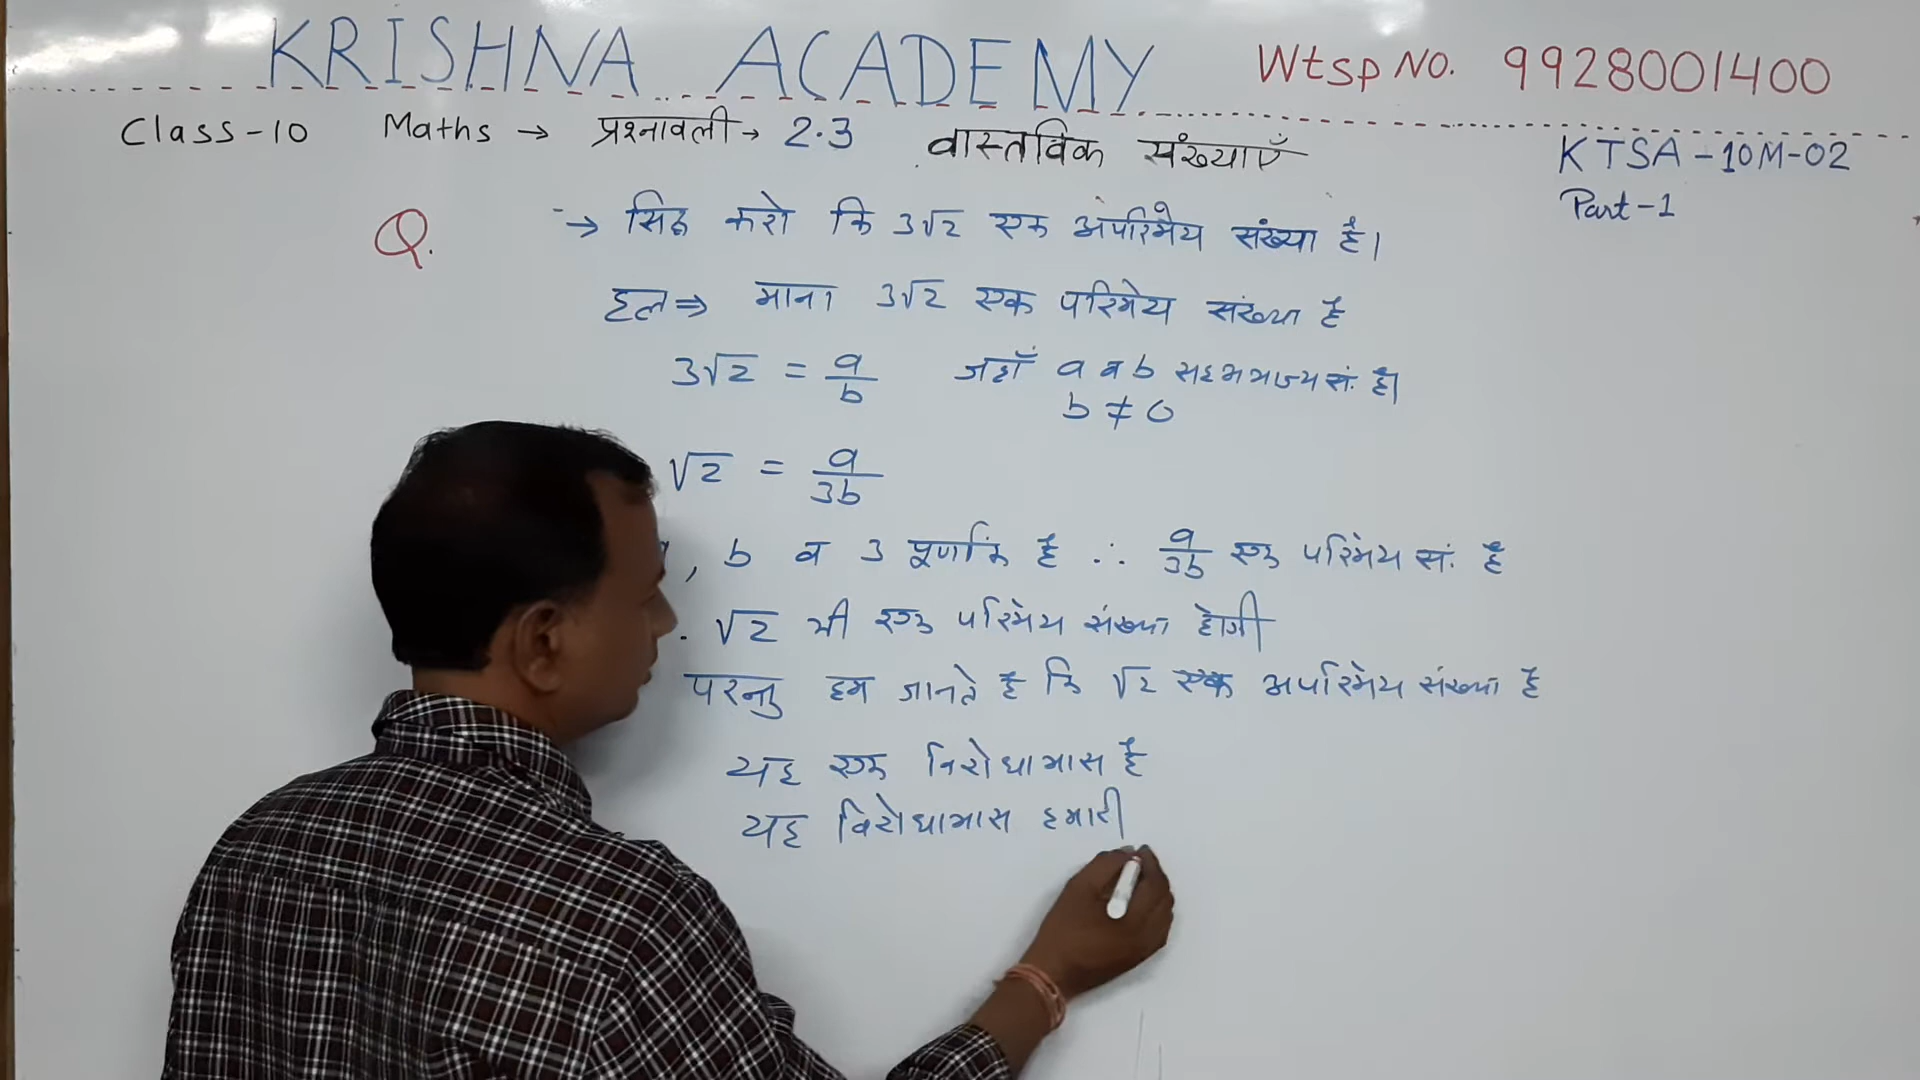 KRISHNA ACADEMY Wtsp NO. 9928001400
Class-10 Maths → प्रश्नावली → 2.3 वास्तविक संख्याएँ
KTSA-10M-02
Part-1
Q. → सिद्ध करो कि 3√2 एक अपरिमेय संख्या है।
हल ⇒ माना 3√2 एक परिमेय संख्या है
3√2 = a/b जहाँ a व b सहअभाज्य सं. है।
b ≠ 0
√2 = a/3b
, b व 3 पूर्णांक है ∴ a/3b एक परिमेय सं. है
√2 भी एक परिमेय संख्या होगी
परन्तु हम जानते है कि √2 एक अपरिमेय संख्या है
यह एक विरोधाभास है
यह विरोधाभास हमारी